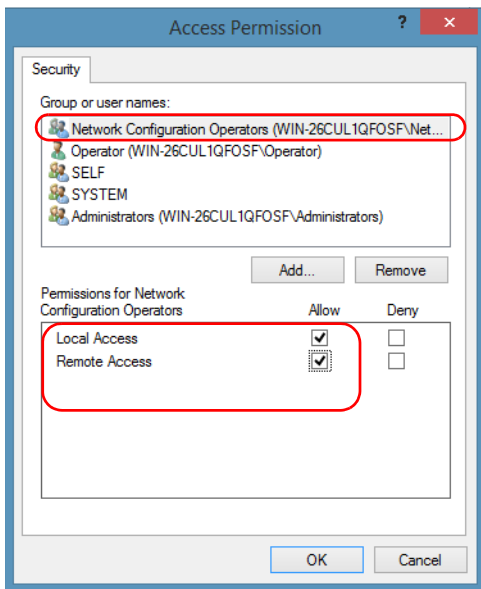 Access Permission
?
×
Security
Group or user names:
Network Configuration Operators (WIN-26CUL1QFOSF\Net...
Operator (WIN-26CUL1QFOSF\Operator)
SELF
SYSTEM
Administrators (WIN-26CUL1QFOSF\Administrators)
Add... Remove
Permissions for Network
Configuration Operators Allow Deny
Local Access
Remote Access
OK Cancel